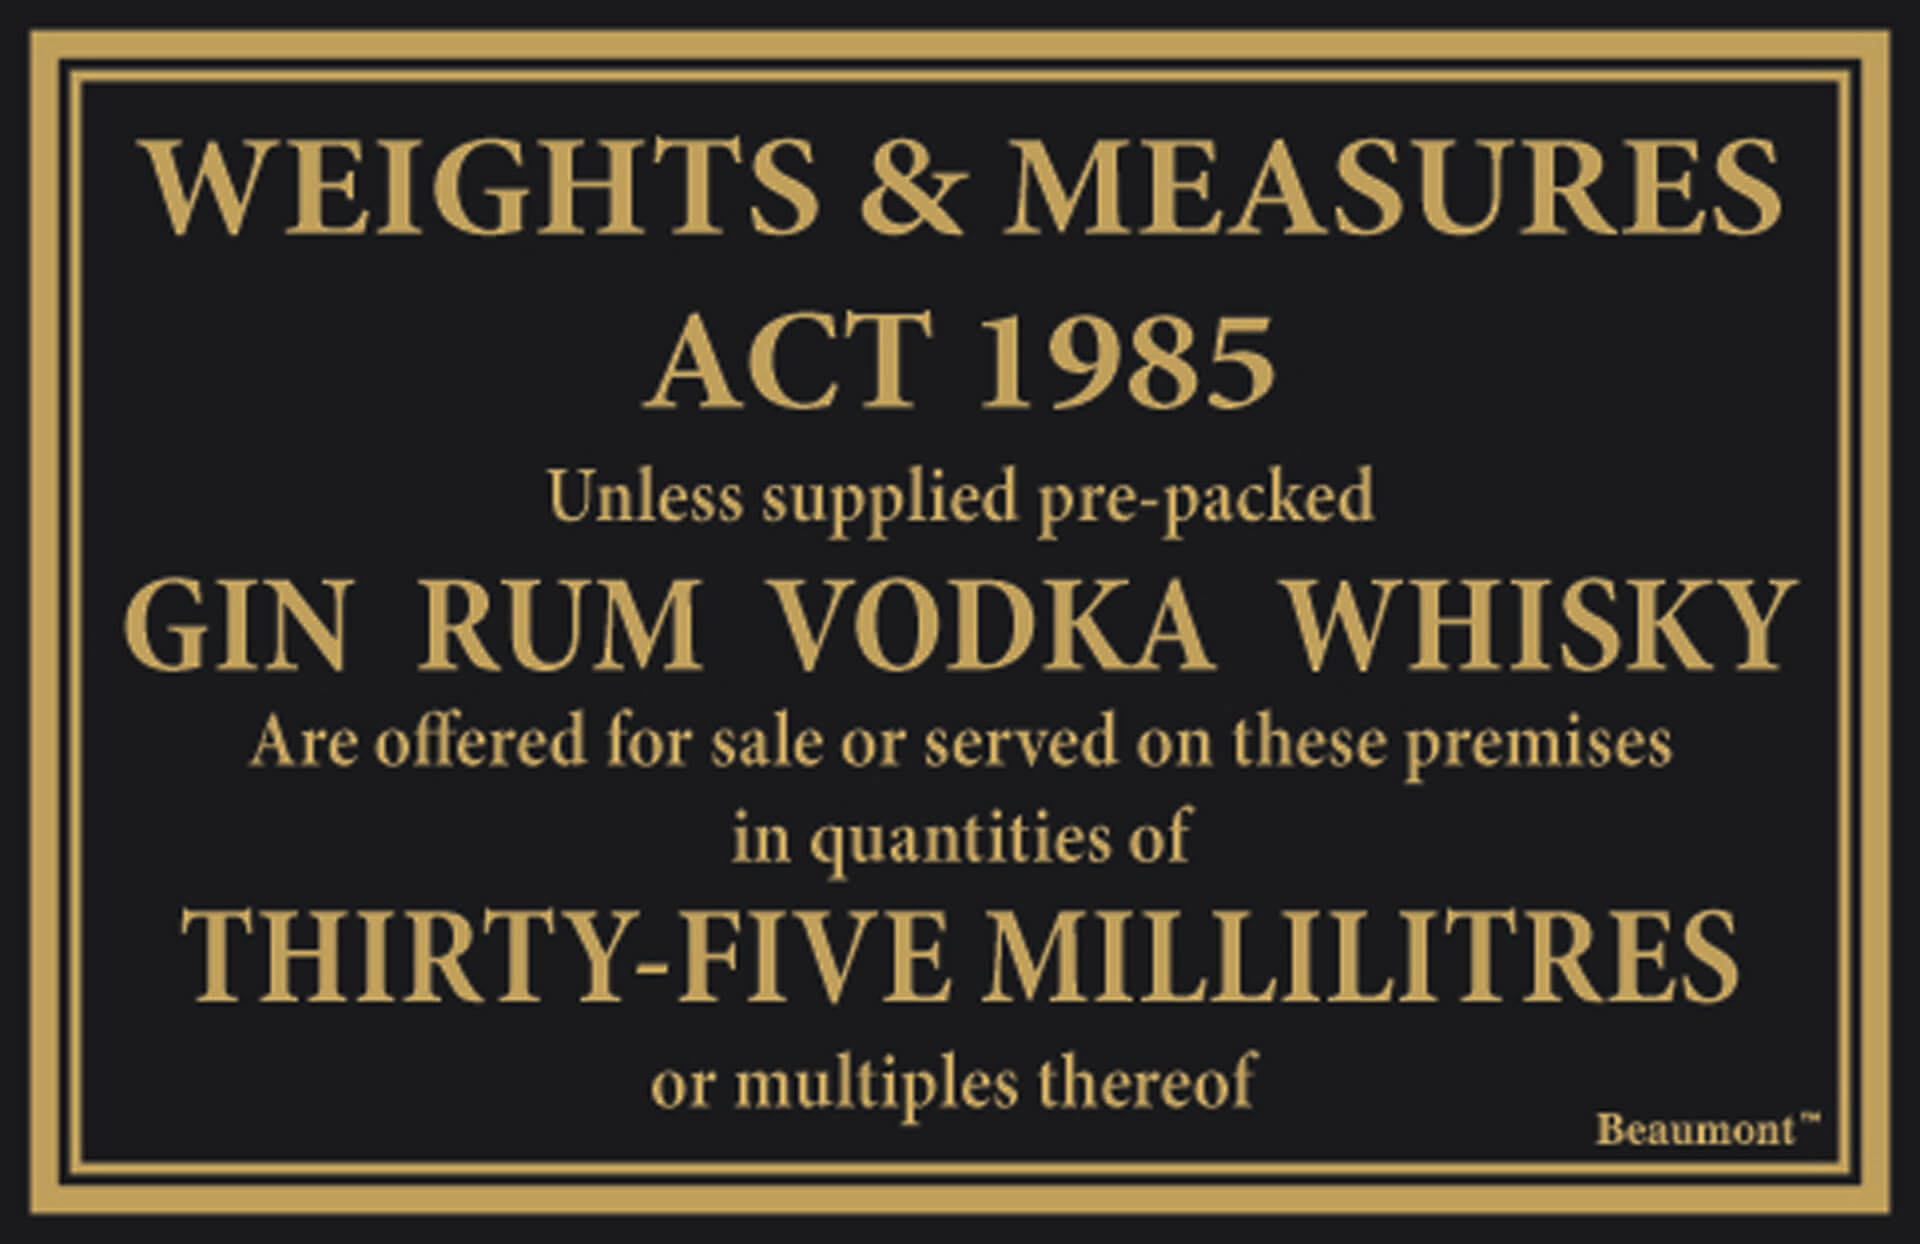 WEIGHTS & MEASURES
ACT 1985
Unless supplied pre-packed
GIN RUM VODKA WHISKY
Are offered for sale or served on these premises
in quantities of
THIRTY-FIVE MILLILITRES
or multiples thereof
Beaumont™